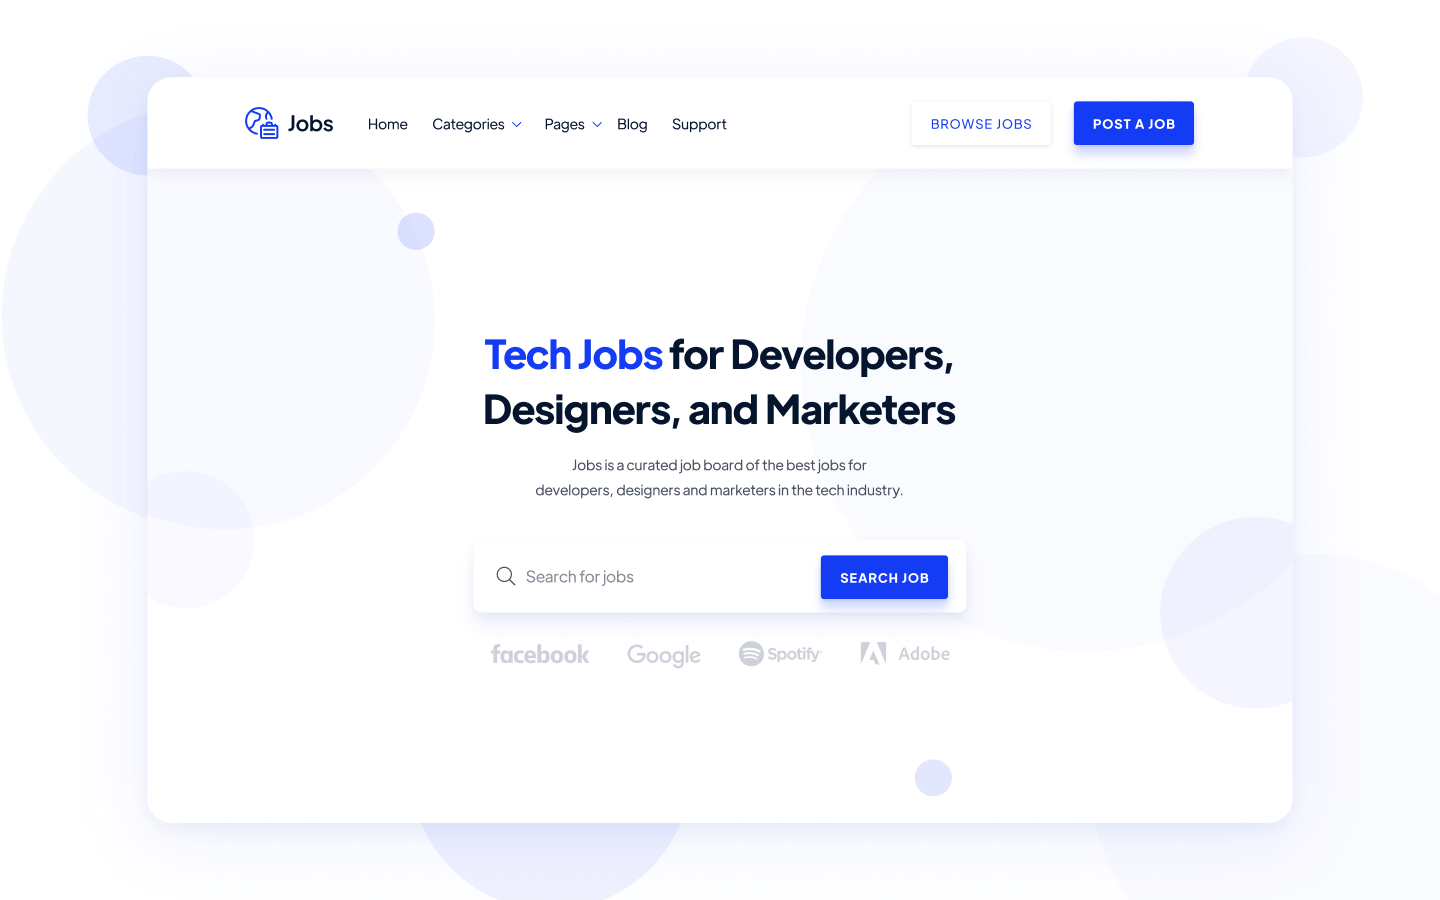 Jobs Home Categories Pages Blog Support BROWSE JOBS POST A JOB
Tech Jobs for Developers,
Designers, and Marketers
Jobs is a curated job board of the best jobs for
developers, designers and marketers in the tech industry.
Search for jobs SEARCH JOB
facebook Google Spotify Adobe